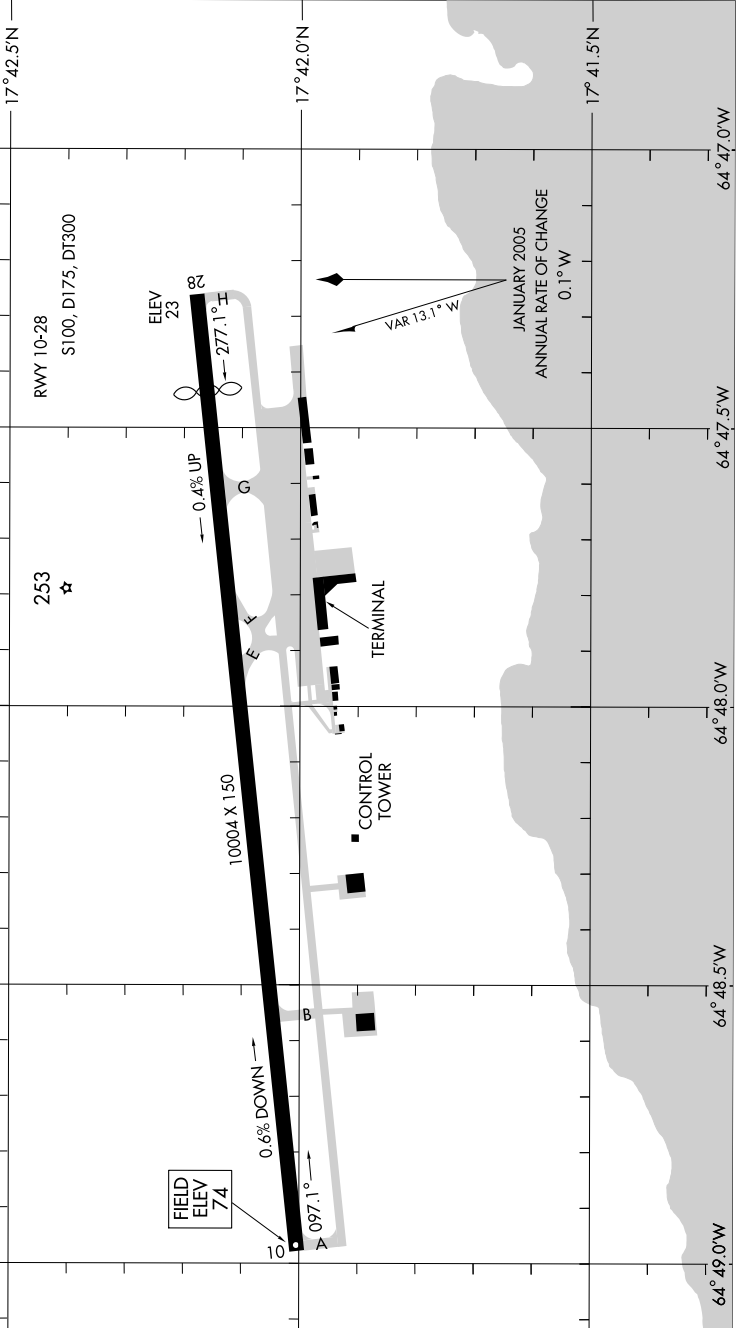 17°42.5'N
17°42.0'N
17°41.5'N
64°47.0'W
64°47.5'W
64°48.0'W
64°48.5'W
64°49.0'W
RWY 10-28
S100, D175, DT300
ELEV
23
28
H
277.1°
JANUARY 2005
ANNUAL RATE OF CHANGE
0.1° W
VAR 13.1° W
0.4% UP
G
253
F
E
TERMINAL
10004 X 150
CONTROL
TOWER
B
0.6% DOWN
FIELD
ELEV
74
10
097.1°
A